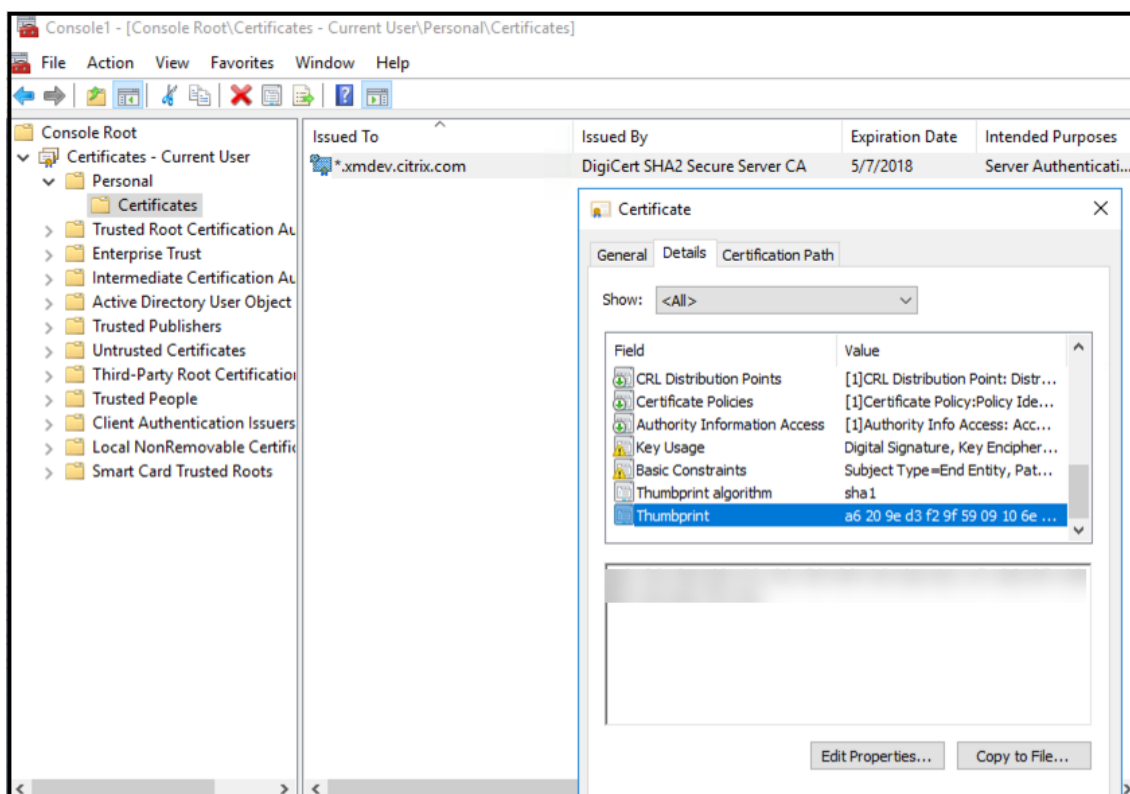 Console1 - [Console Root\Certificates - Current User\Personal\Certificates]
File Action View Favorites Window Help
Console Root
Certificates - Current User
Personal
Certificates
Trusted Root Certification Au
Enterprise Trust
Intermediate Certification Au
Active Directory User Object
Trusted Publishers
Untrusted Certificates
Third-Party Root Certification
Trusted People
Client Authentication Issuers
Local NonRemovable Certific
Smart Card Trusted Roots
Issued To Issued By Expiration Date Intended Purposes
*.xmdev.citrix.com DigiCert SHA2 Secure Server CA 5/7/2018 Server Authenticati...
Certificate
General Details Certification Path
Show: <All>
Field Value
CRL Distribution Points [1]CRL Distribution Point: Distr...
Certificate Policies [1]Certificate Policy:Policy Ide...
Authority Information Access [1]Authority Info Access: Acc...
Key Usage Digital Signature, Key Encipher...
Basic Constraints Subject Type=End Entity, Pat...
Thumbprint algorithm sha1
Thumbprint a6 20 9e d3 f2 9f 59 09 10 6e ...
Edit Properties... Copy to File...